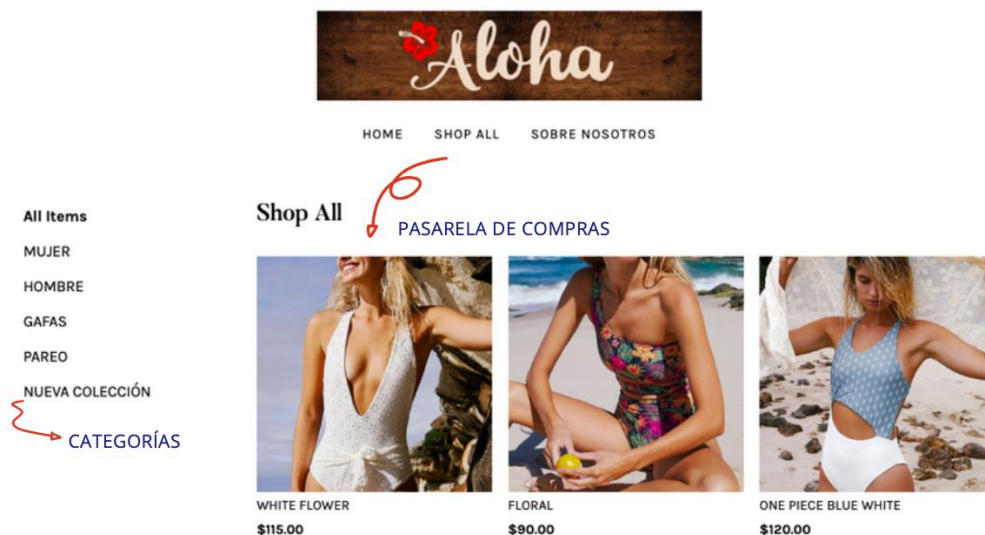 Aloha
HOME SHOP ALL SOBRE NOSOTROS
Shop All
PASARELA DE COMPRAS
All Items
MUJER
HOMBRE
GAFAS
PAREO
NUEVA COLECCIÓN
CATEGORÍAS
WHITE FLOWER
$115.00
FLORAL
$90.00
ONE PIECE BLUE WHITE
$120.00